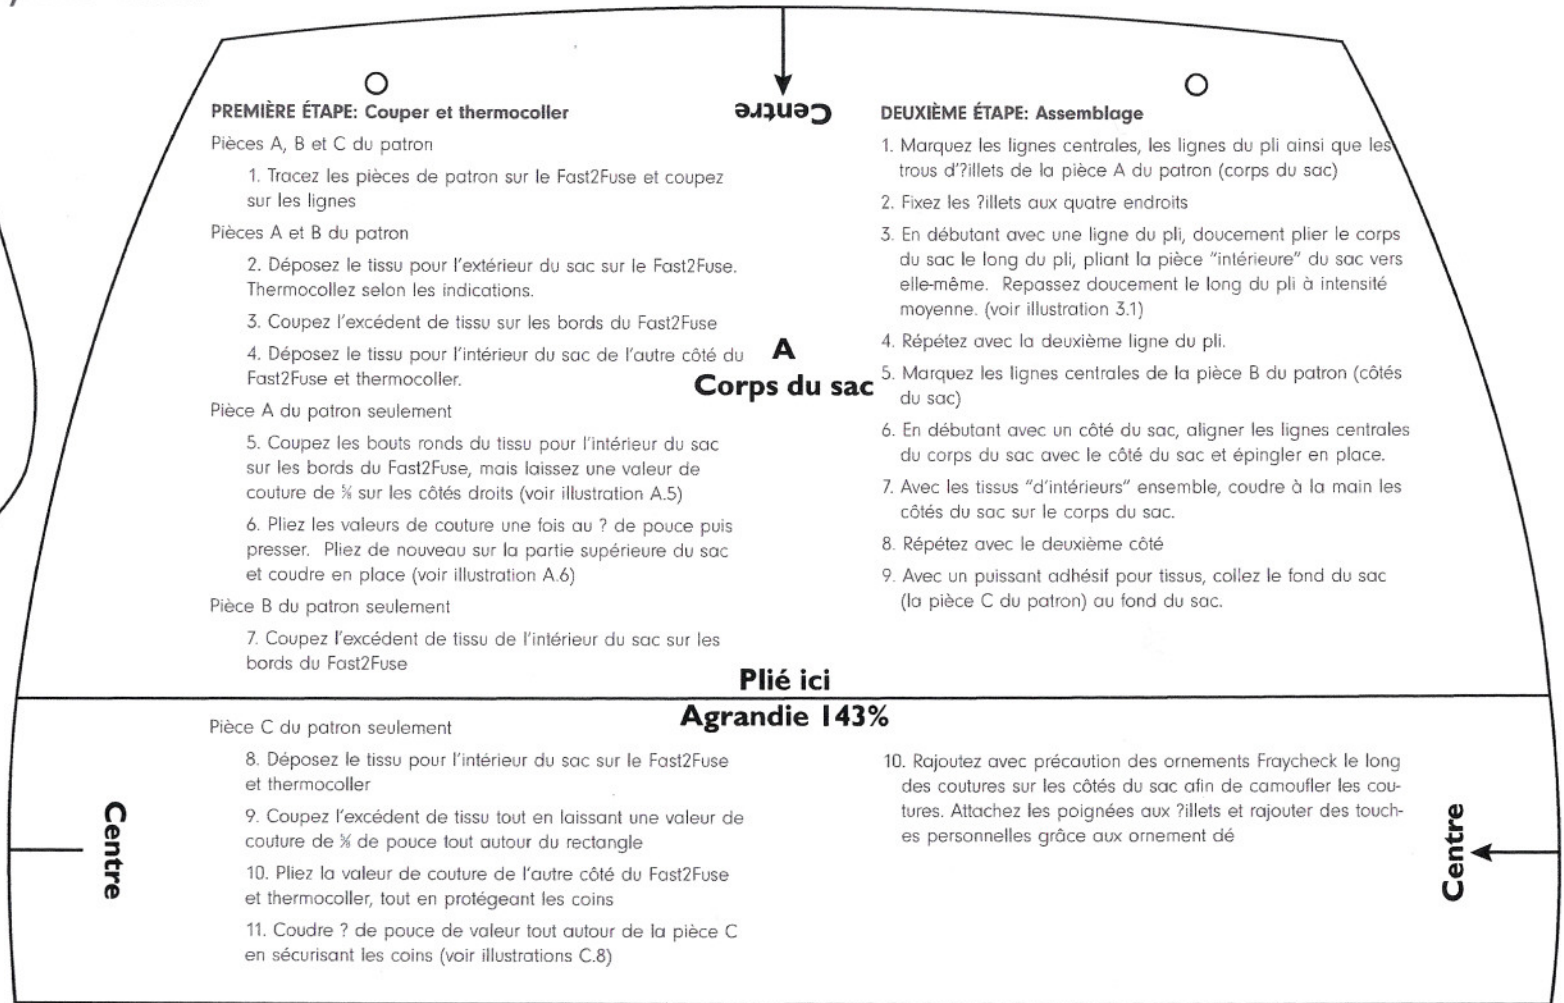 Centre
PREMIÈRE ÉTAPE: Couper et thermocoller
Pièces A, B et C du patron
1. Tracez les pièces de patron sur le Fast2Fuse et coupez
sur les lignes
Pièces A et B du patron
2. Déposez le tissu pour l'extérieur du sac sur le Fast2Fuse.
Thermocollez selon les indications.
3. Coupez l'excédent de tissu sur les bords du Fast2Fuse
4. Déposez le tissu pour l'intérieur du sac de l'autre côté du
Fast2Fuse et thermocoller.
Pièce A du patron seulement
5. Coupez les bouts ronds du tissu pour l'intérieur du sac
sur les bords du Fast2Fuse, mais laissez une valeur de
couture de sur les côtés droits (voir illustration A.5)
6. Pliez les valeurs de couture une fois au ? de pouce puis
presser. Pliez de nouveau sur la partie supérieure du sac
et coudre en place (voir illustration A.6)
Pièce B du patron seulement
7. Coupez l'excédent de tissu de l'intérieur du sac sur les
bords du Fast2Fuse
A
Corps du sac
DEUXIÈME ÉTAPE: Assemblage
1. Marquez les lignes centrales, les lignes du pli ainsi que les
trous d'?illets de la pièce A du patron (corps du sac)
2. Fixez les ?illets aux quatre endroits
3. En débutant avec une ligne du pli, doucement plier le corps
du sac le long du pli, pliant la pièce "intérieure" du sac vers
elle-même. Repassez doucement le long du pli à intensité
moyenne. (voir illustration 3.1)
4. Répétez avec la deuxième ligne du pli.
5. Marquez les lignes centrales de la pièce B du patron (côtés
du sac)
6. En débutant avec un côté du sac, aligner les lignes centrales
du corps du sac avec le côté du sac et épingler en place.
7. Avec les tissus "d'intérieurs" ensemble, coudre à la main les
côtés du sac sur le corps du sac.
8. Répétez avec le deuxième côté
9. Avec un puissant adhésif pour tissus, collez le fond du sac
(la pièce C du patron) au fond du sac.
Plié ici
Agrandie 143%
Pièce C du patron seulement
8. Déposez le tissu pour l'intérieur du sac sur le Fast2Fuse
et thermocoller
9. Coupez l'excédent de tissu tout en laissant une valeur de
couture de de pouce tout autour du rectangle
10. Pliez la valeur de couture de l'autre côté du Fast2Fuse
et thermocoller, tout en protégeant les coins
11. Coudre ? de pouce de valeur tout autour de la pièce C
en sécurisant les coins (voir illustrations C.8)
10. Rajoutez avec précaution des ornements Fraycheck le long
des coutures sur les côtés du sac afin de camoufler les cou-
tures. Attachez les poignées aux ?illets et rajouter des touch-
es personnelles grâce aux ornement dé
Centre
Centre